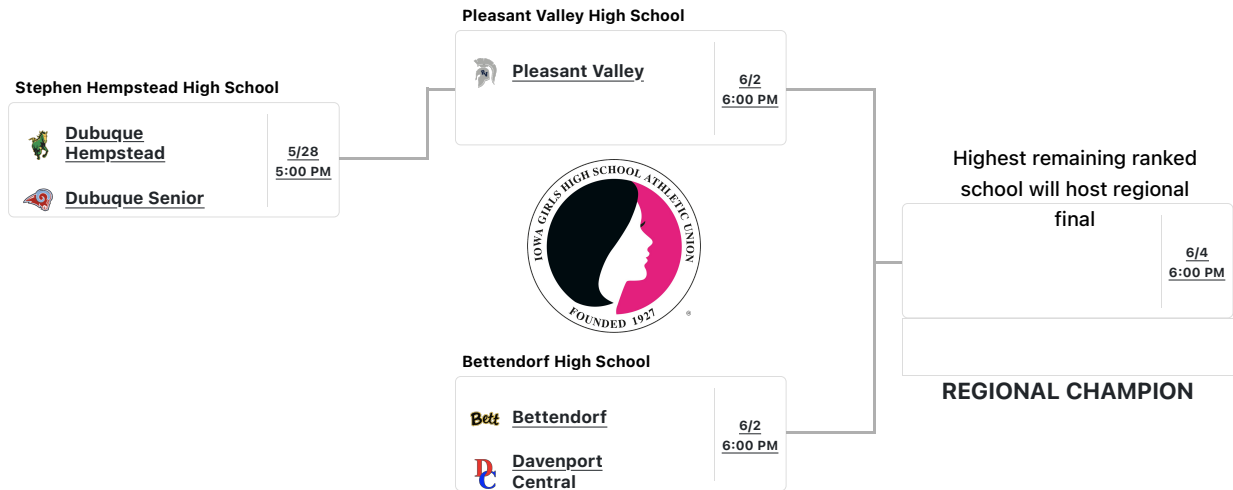 Pleasant Valley High School
Pleasant Valley
6/2
6:00 PM
Stephen Hempstead High School
Dubuque
Hempstead
Dubuque Senior
5/28
5:00 PM
IOWA GIRLS HIGH SCHOOL ATHLETIC UNION
FOUNDED 1927
®
Highest remaining ranked
school will host regional
final
6/4
6:00 PM
REGIONAL CHAMPION
Bettendorf High School
Bett
Bettendorf
DC
Davenport
Central
6/2
6:00 PM